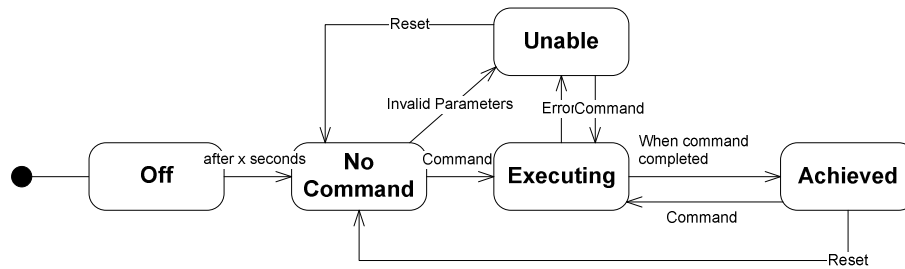 Reset
Unable
Invalid Parameters
Error
Command
after x seconds
Off
No
Command
Command
Executing
When command
completed
Achieved
Command
Reset